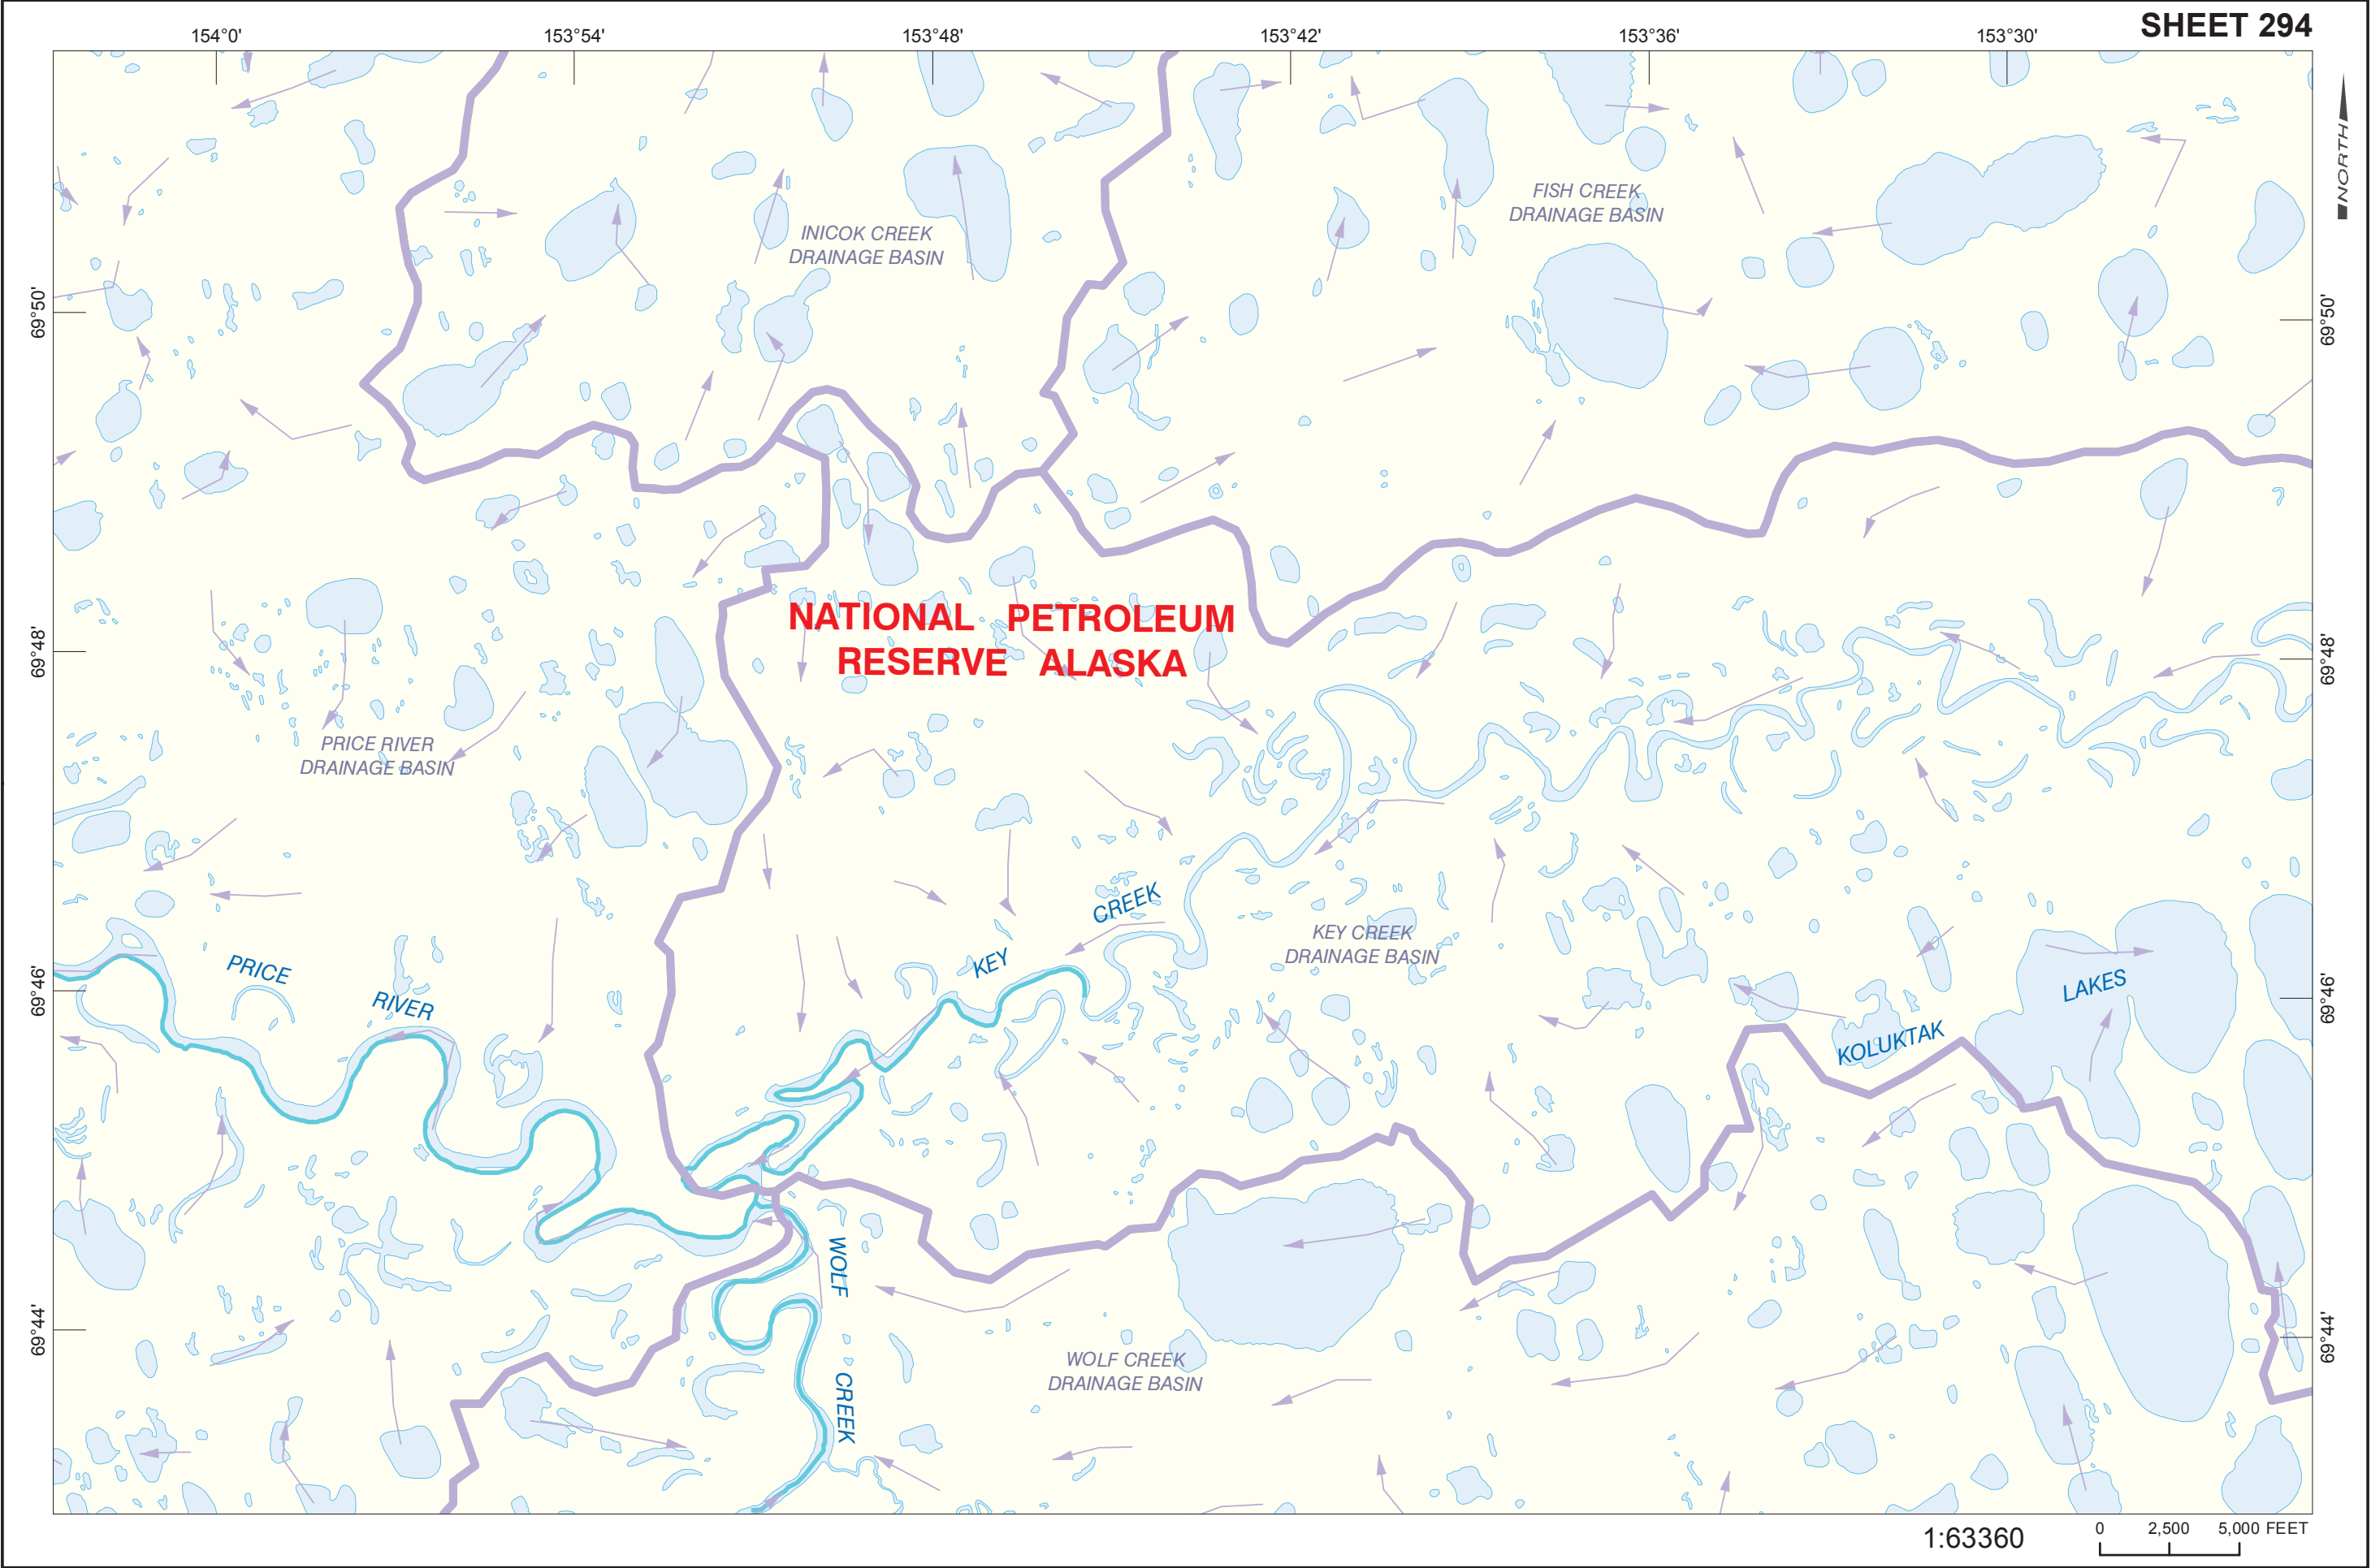 SHEET 294
154°0'
153°54'
153°48'
153°42'
153°36'
153°30'
NORTH
FISH CREEK
DRAINAGE BASIN
INICOK CREEK
DRAINAGE BASIN
69°50'
69°50'
NATIONAL PETROLEUM
RESERVE ALASKA
69°48'
69°48'
PRICE RIVER
DRAINAGE BASIN
KEY CREEK
KEY CREEK
DRAINAGE BASIN
PRICE RIVER
69°46'
69°46'
KOLUKTAK LAKES
WOLF CREEK
69°44'
69°44'
WOLF CREEK
DRAINAGE BASIN
1:63360
0 2,500 5,000 FEET